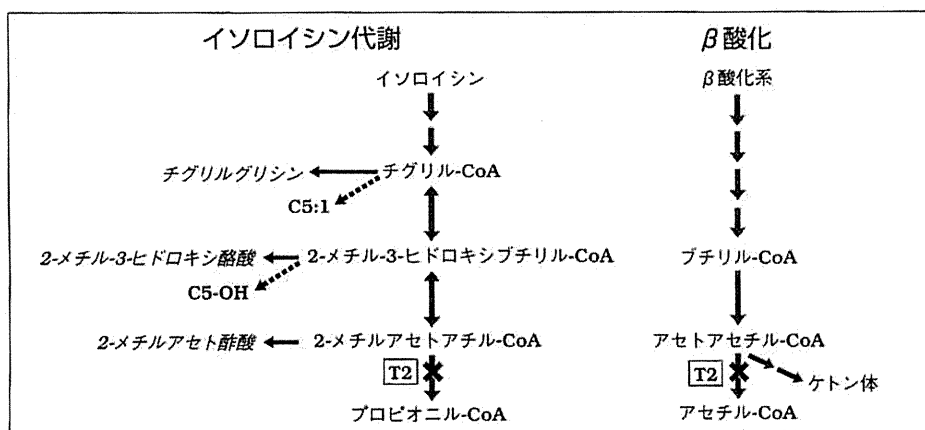 イソロイシン代謝
β酸化
イソロイシン
β酸化系
チグリルグリシン
チグリル-CoA
C5:1
2-メチル-3-ヒドロキシ酪酸
2-メチル-3-ヒドロキシブチリル-CoA
ブチリル-CoA
C5-OH
2-メチルアセト酢酸
2-メチルアセトアチル-CoA
アセトアセチル-CoA
T2
T2
ケトン体
プロピオニル-CoA
アセチル-CoA